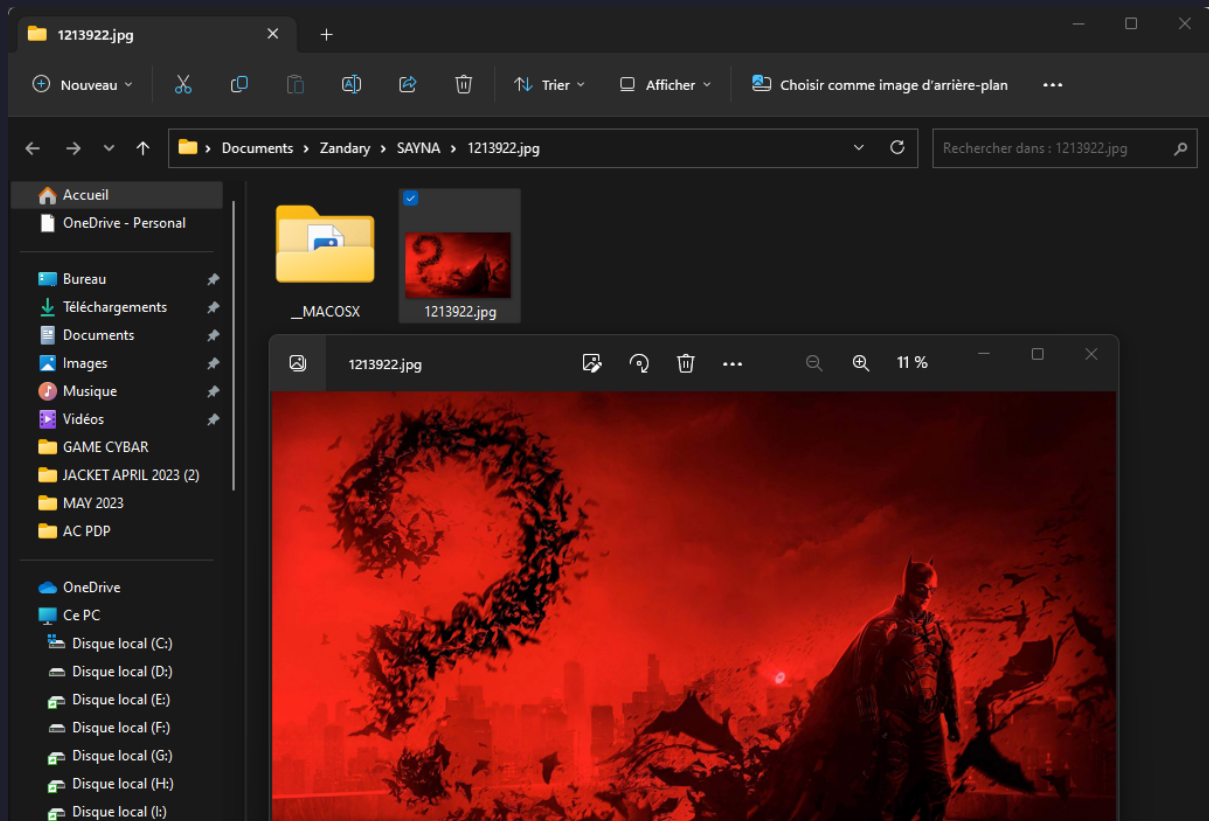 1213922.jpg
Nouveau
Trier
Afficher
Choisir comme image d'arrière-plan
Documents > Zandary > SAYNA > 1213922.jpg
Rechercher dans : 1213922.jpg
Accueil
OneDrive - Personal
Bureau
Téléchargements
Documents
Images
Musique
Vidéos
GAME CYBAR
JACKET APRIL 2023 (2)
MAY 2023
AC PDP
OneDrive
Ce PC
Disque local (C:)
Disque local (D:)
Disque local (E:)
Disque local (F:)
Disque local (G:)
Disque local (H:)
Disque local (I:)
__MACOSX
1213922.jpg
1213922.jpg
11 %